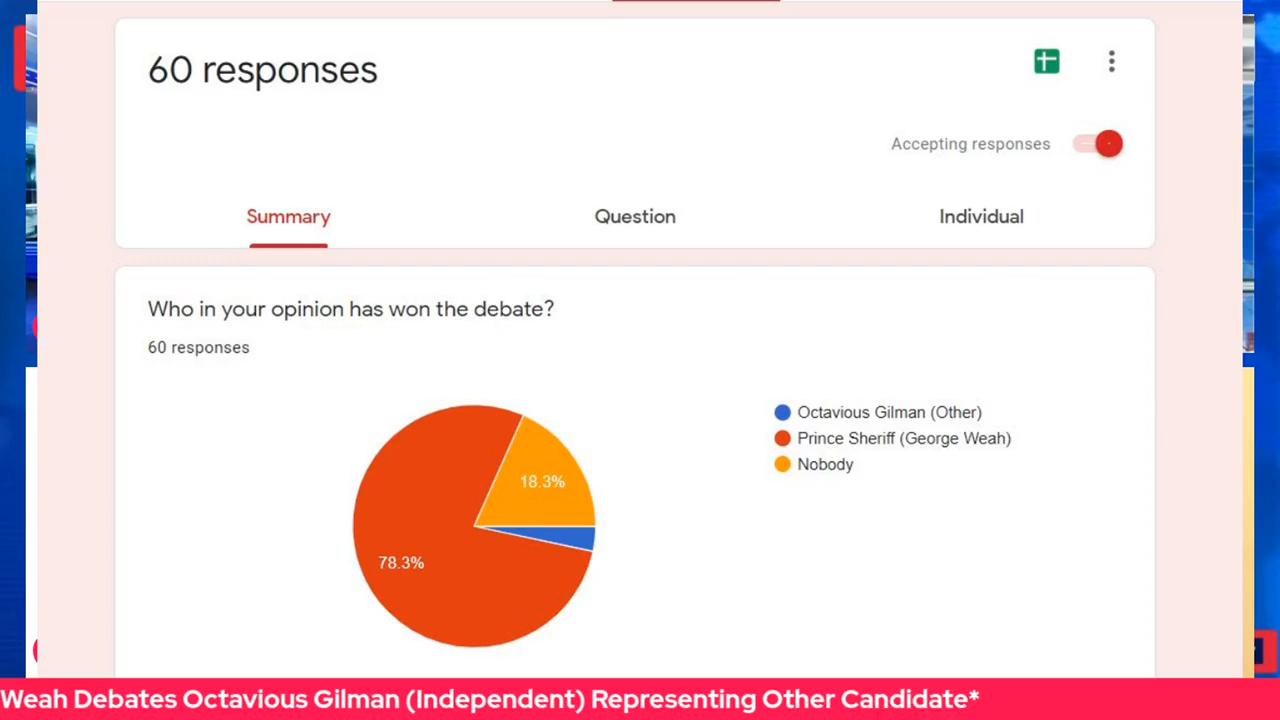 60 responses
Accepting responses
Summary
Question
Individual
Who in your opinion has won the debate?
60 responses
Octavious Gilman (Other)
Prince Sheriff (George Weah)
Nobody
18.3%
78.3%
Weah Debates Octavious Gilman (Independent) Representing Other Candidate*